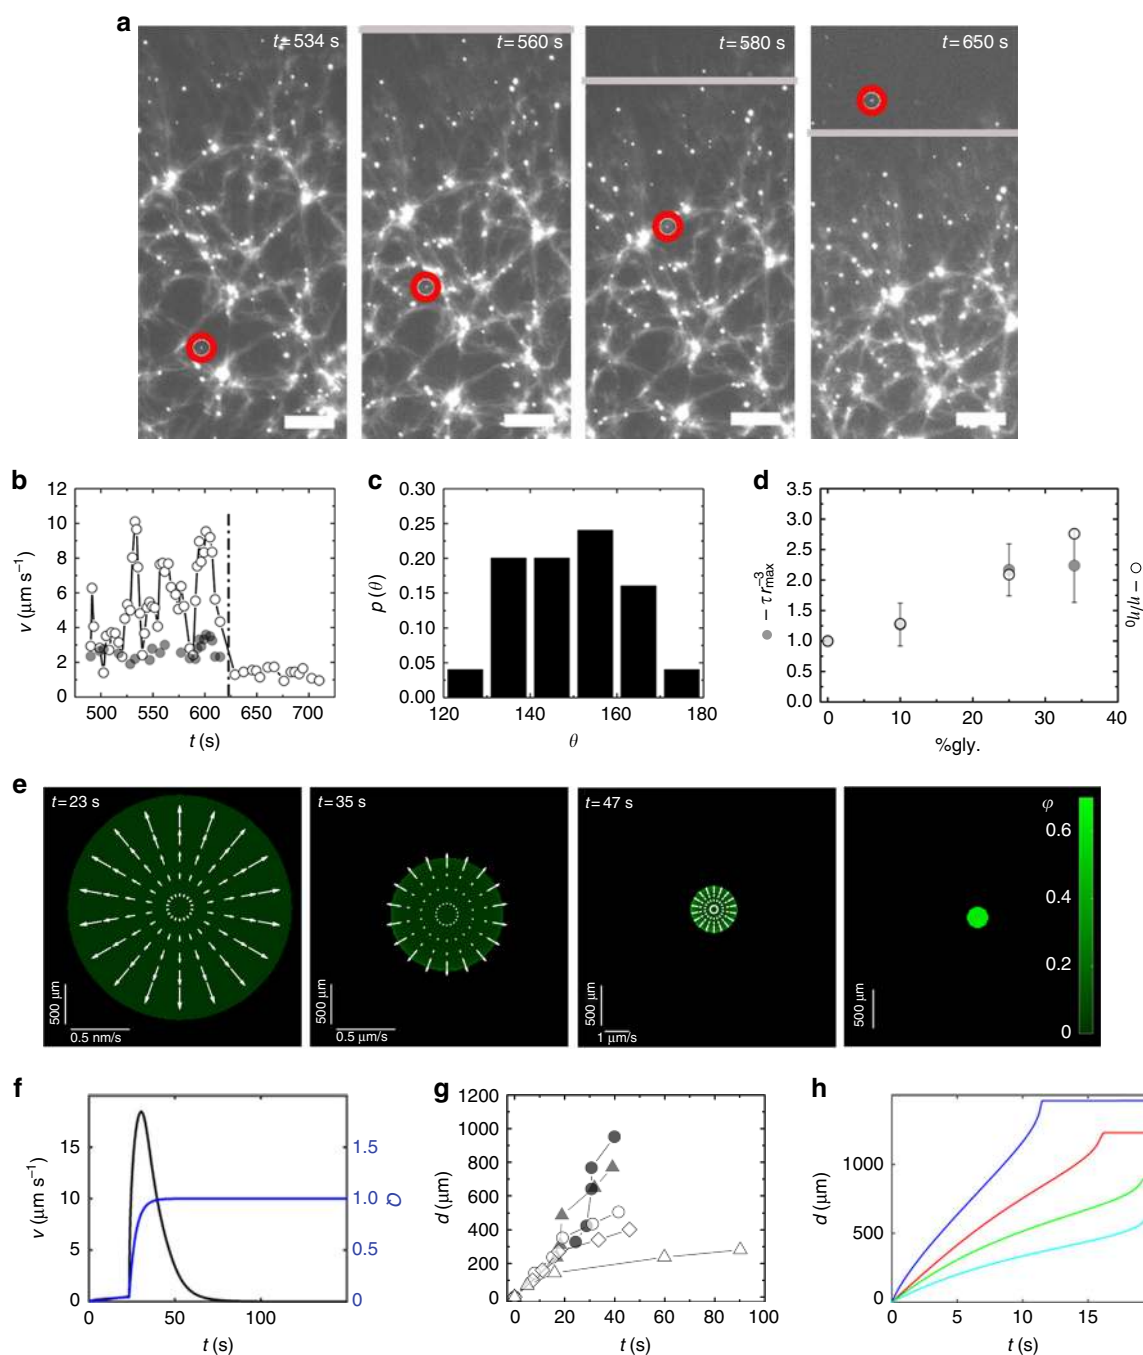 a
t = 534 s
t = 560 s
t = 580 s
t = 650 s
b
12
10
8
6
4
2
0
v (μm s⁻¹)
500 550 600 650 700
t (s)
c
0.30
0.25
0.20
0.15
0.10
0.05
0.00
p (θ)
120 140 160 180
θ
d
3.5
3.0
2.5
2.0
1.5
1.0
0.5
0.0
– τ r⁻³max
– η/η₀
0 10 20 30 40
%gly.
e
t = 23 s
500 μm
0.5 nm/s
t = 35 s
500 μm
0.5 μm/s
t = 47 s
500 μm
1 μm/s
500 μm
φ
0.6
0.4
0.2
0
f
15
10
5
0
v (μm s⁻¹)
1.5
1.0
0.5
0
Q
0 50 100
t (s)
g
1200
1000
800
600
400
200
0
d (μm)
0 20 40 60 80 100
t (s)
h
1000
500
0
d (μm)
0 5 10 15
t (s)